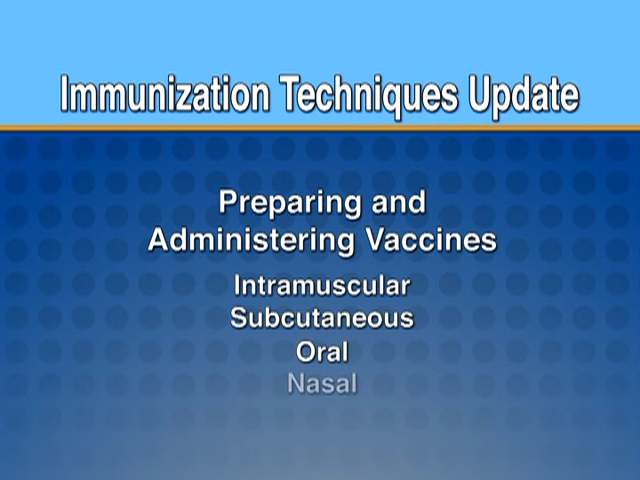 Immunization Techniques Update
Preparing and
Administering Vaccines
Intramuscular
Subcutaneous
Oral
Nasal